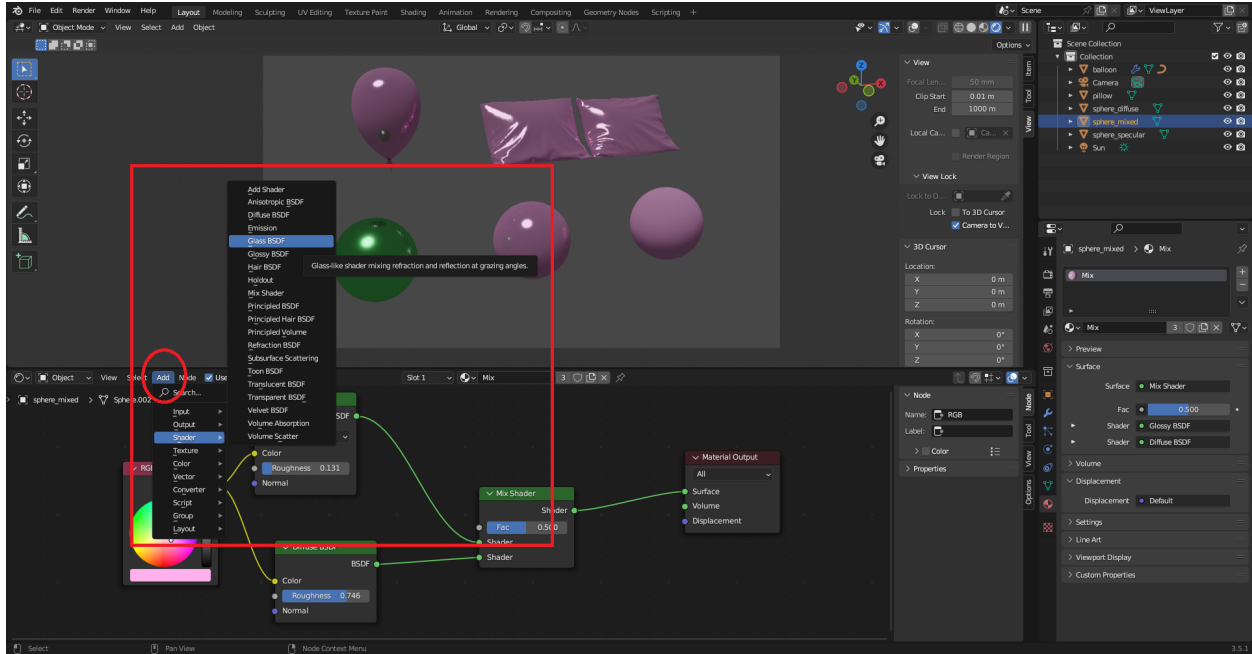 File Edit Render Window Help Layout Modeling Sculpting UV Editing Texture Paint Shading Animation Rendering Compositing Geometry Nodes Scripting + Scene ViewLayer
Object Mode View Select Add Object Global
Options
View
Focal Len... 50 mm
Clip Start 0.01 m
End 1000 m
Local Ca... Ca...
Render Region
View Lock
Lock to O...
Lock To 3D Cursor
Camera to V...
3D Cursor
Location:
X 0 m
Y 0 m
Z 0 m
Rotation:
X 0°
Y 0°
Z 0°
Item
Tool
View
Z
Y
X
Scene Collection
Collection
balloon
Camera
pillow
sphere_diffuse
sphere_mixed
sphere_specular
Sun
Add Shader
Anisotropic BSDF
Diffuse BSDF
Emission
Glass BSDF
Glossy BSDF
Hair BSDF
Holdout
Mix Shader
Principled BSDF
Principled Hair BSDF
Principled Volume
Refraction BSDF
Subsurface Scattering
Toon BSDF
Translucent BSDF
Transparent BSDF
Velvet BSDF
Volume Absorption
Volume Scatter
Glass-like shader mixing refraction and reflection at grazing angles.
Object View Select Add Node Use Slot 1 Mix 3
sphere_mixed Sphere.002
Search...
Input
Output
Shader
Texture
Color
Vector
Converter
Script
Group
Layout
BSDF
Color
Roughness 0.131
Normal
Diffuse BSDF
BSDF
Color
Roughness 0.746
Normal
Mix Shader
Shader
Fac 0.500
Shader
Shader
Material Output
All
Surface
Volume
Displacement
Node
Name: RGB
Label:
Color
Properties
Node
Tool
View
Options
sphere_mixed Mix
Mix
Mix 3
Preview
Surface
Surface Mix Shader
Fac 0.500
Shader Glossy BSDF
Shader Diffuse BSDF
Volume
Displacement
Displacement Default
Settings
Line Art
Viewport Display
Custom Properties
Select Pan View Node Context Menu 3.5.1